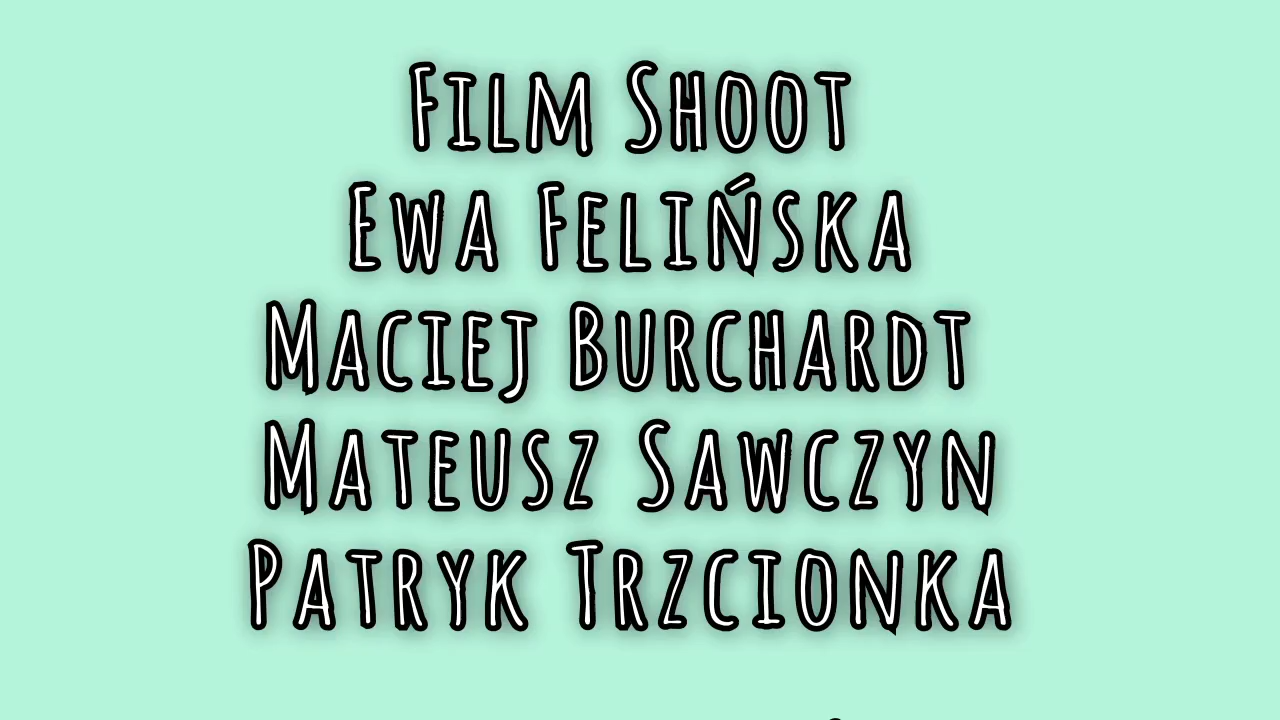 Film Shoot
Ewa Felińska
Maciej Burchardt
Mateusz Sawczyn
Patryk Trzcionka